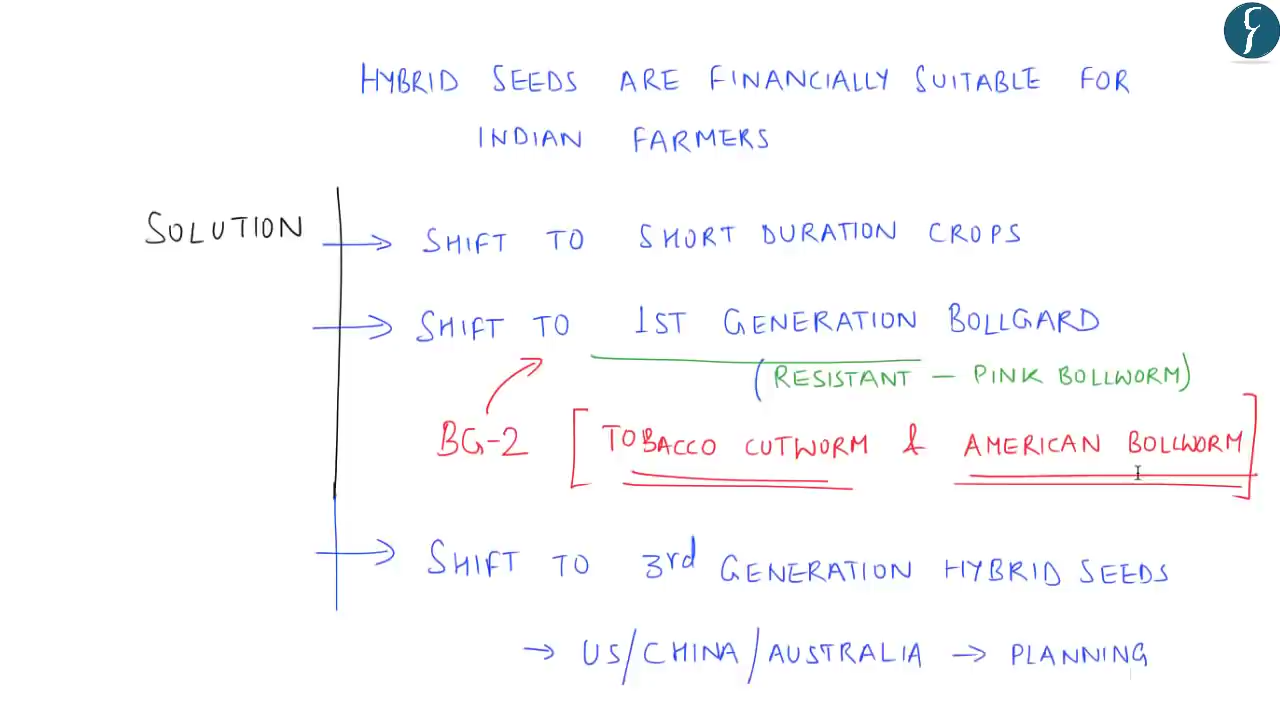 HYBRID SEEDS ARE FINANCIALLY SUITABLE FOR
INDIAN FARMERS
SOLUTION
→ SHIFT TO SHORT DURATION CROPS
→ SHIFT TO 1ST GENERATION BOLLGARD
(RESISTANT — PINK BOLLWORM)
BG-2 [TOBACCO CUTWORM & AMERICAN BOLLWORM]
→ SHIFT TO 3rd GENERATION HYBRID SEEDS
→ US/CHINA/AUSTRALIA → PLANNING